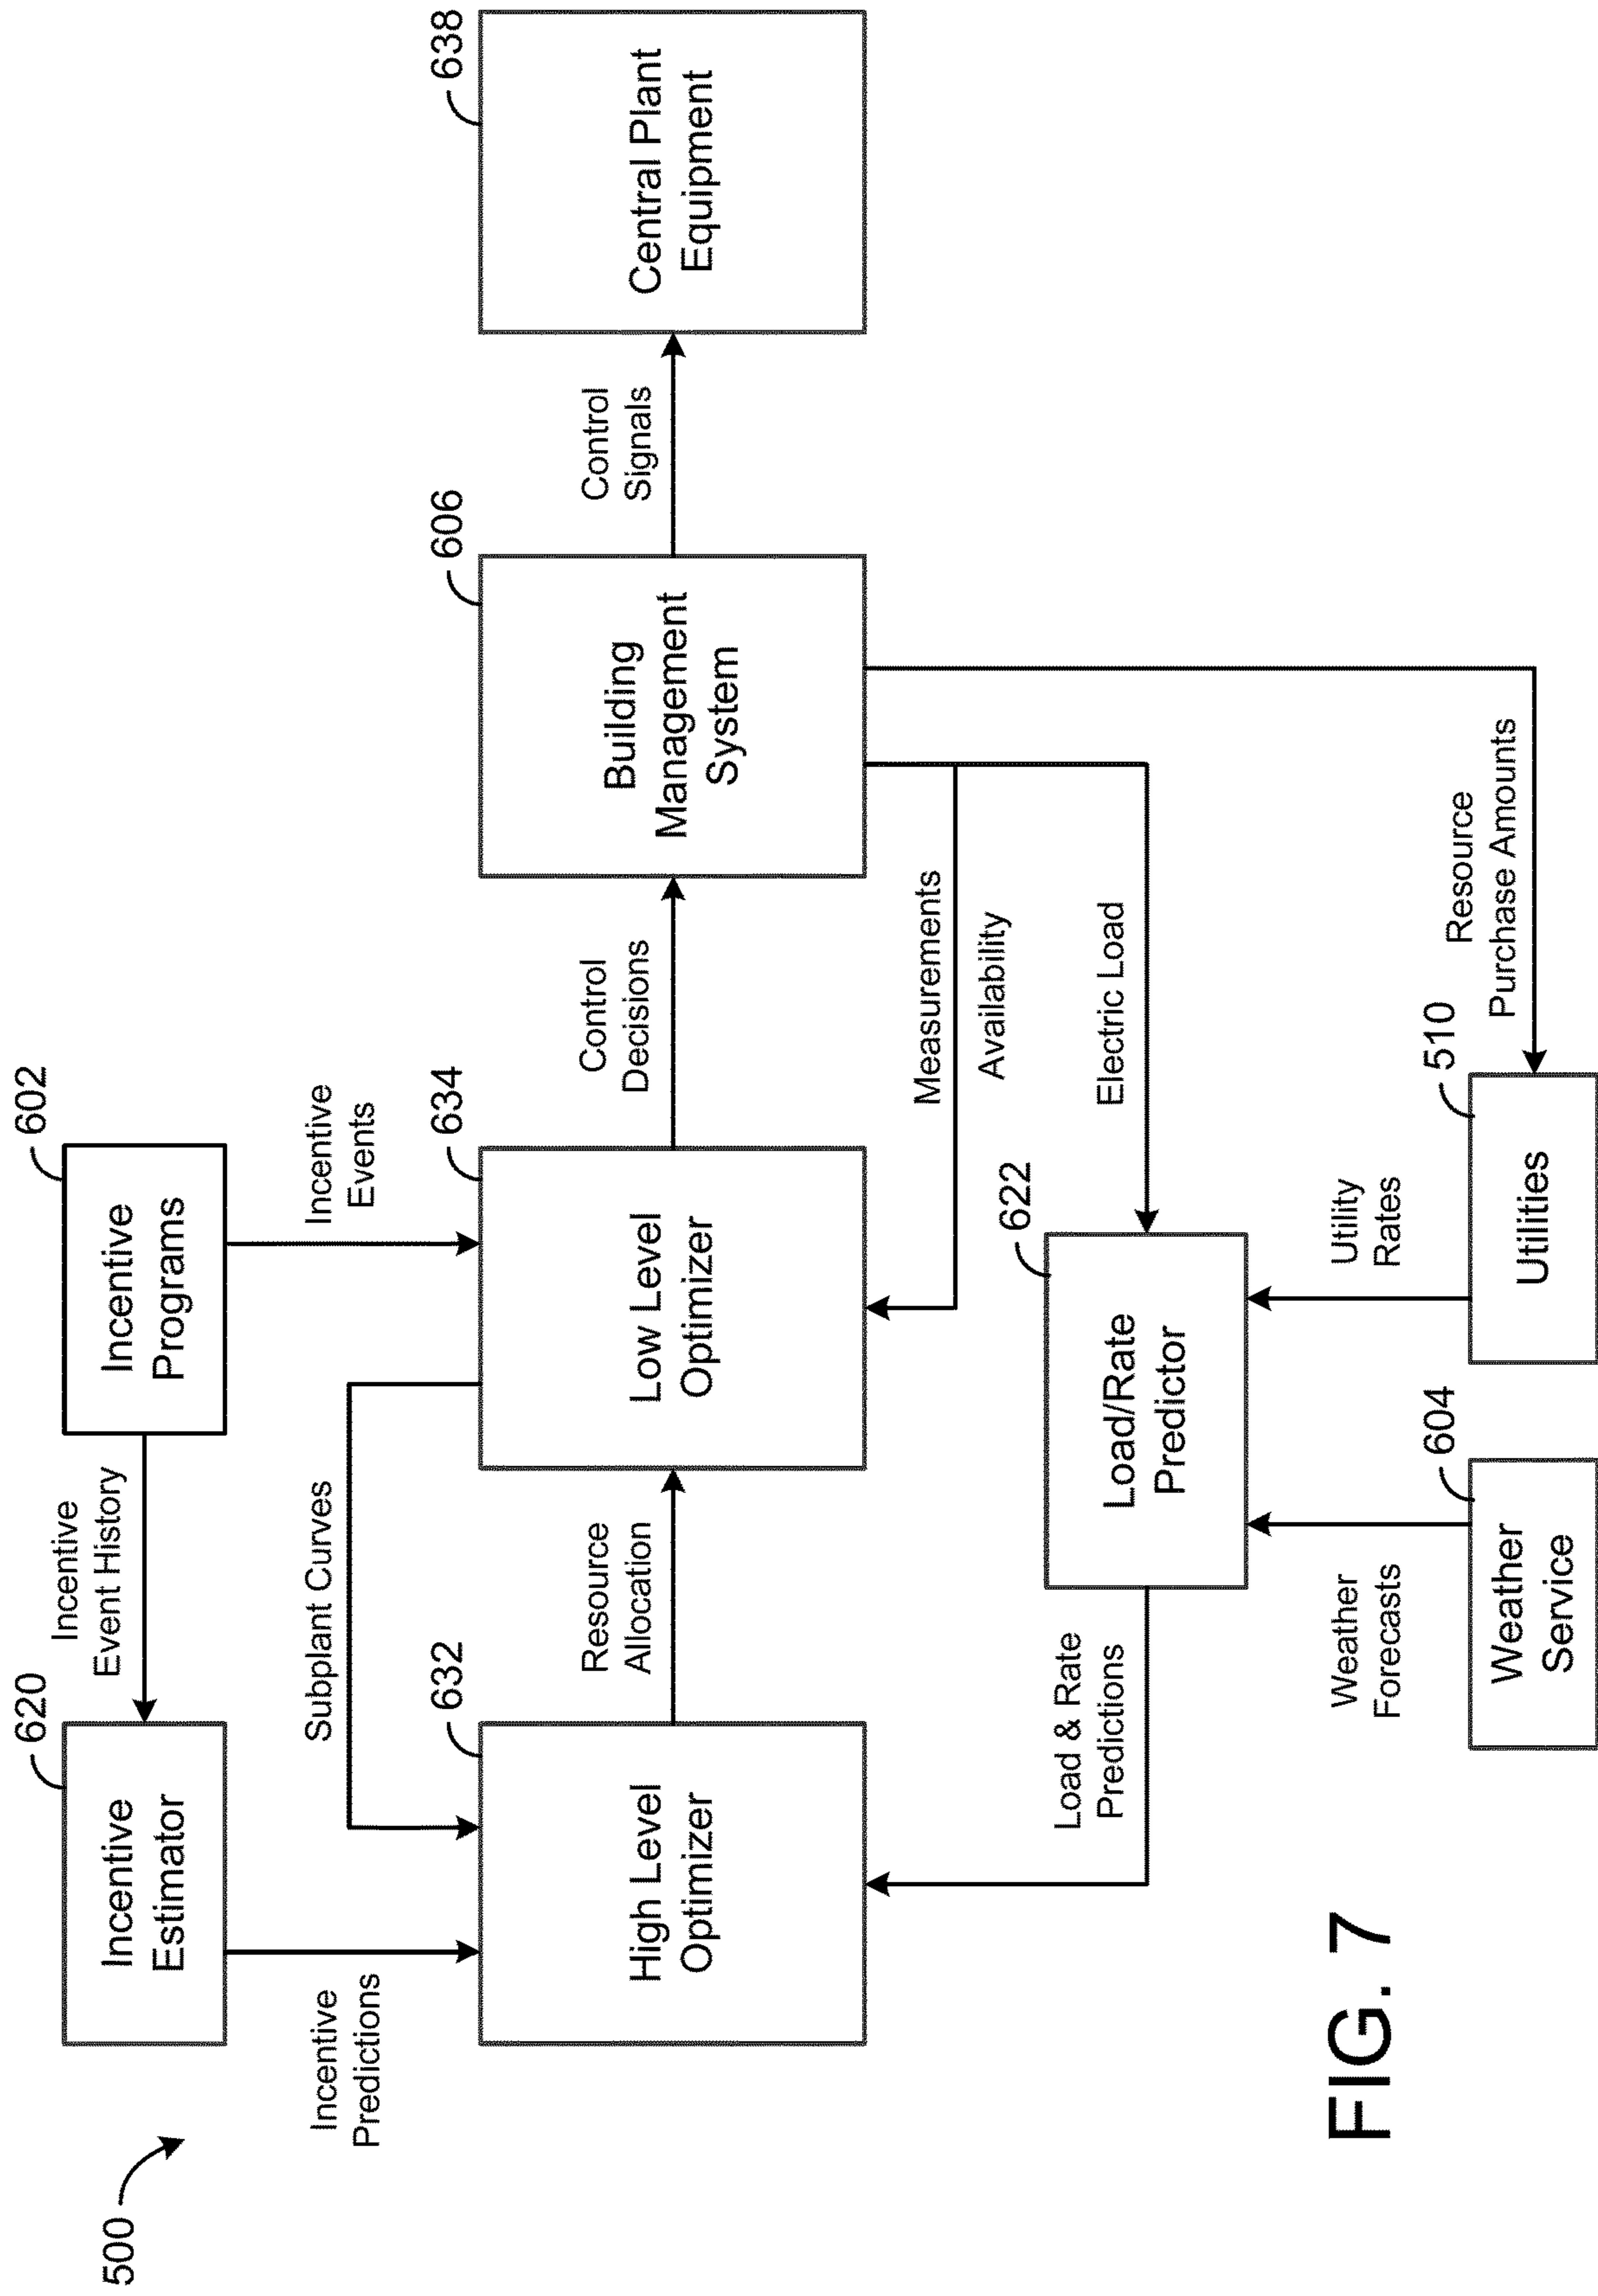 500
620
Incentive
Estimator
Incentive
Event History
602
Incentive
Programs
Incentive
Predictions
Subplant Curves
Incentive
Events
632
High Level
Optimizer
Resource
Allocation
634
Low Level
Optimizer
Control
Decisions
606
Building
Management
System
Control
Signals
638
Central Plant
Equipment
Measurements
Availability
Load & Rate
Predictions
622
Load/Rate
Predictor
Electric Load
Weather
Forecasts
Utility
Rates
Resource
Purchase Amounts
604
Weather
Service
510
Utilities
FIG. 7